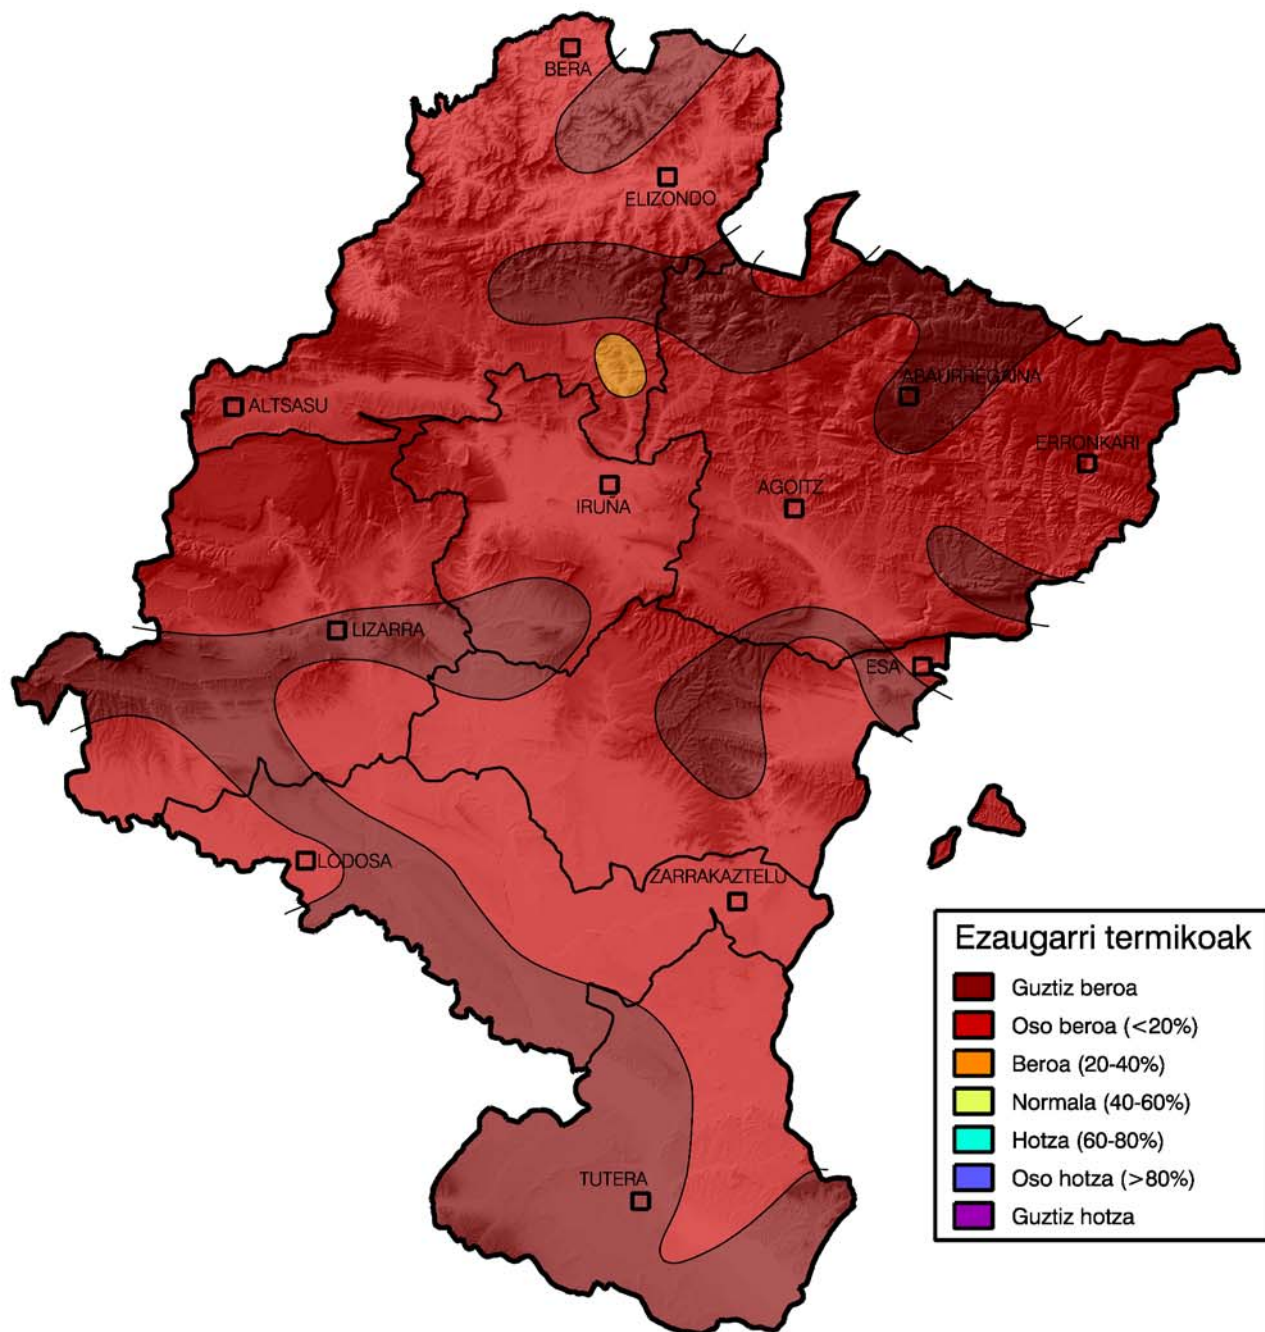 BERA
ELIZONDO
ABAURREGAINA
ALTSASU
ERRONKARI
IRUÑA
AGOITZ
LIZARRA
ESA
LODOSA
ZARRAKAZTELU
TUTERA
Ezaugarri termikoak
Guztiz beroa
Oso beroa (<20%)
Beroa (20-40%)
Normala (40-60%)
Hotza (60-80%)
Oso hotza (>80%)
Guztiz hotza